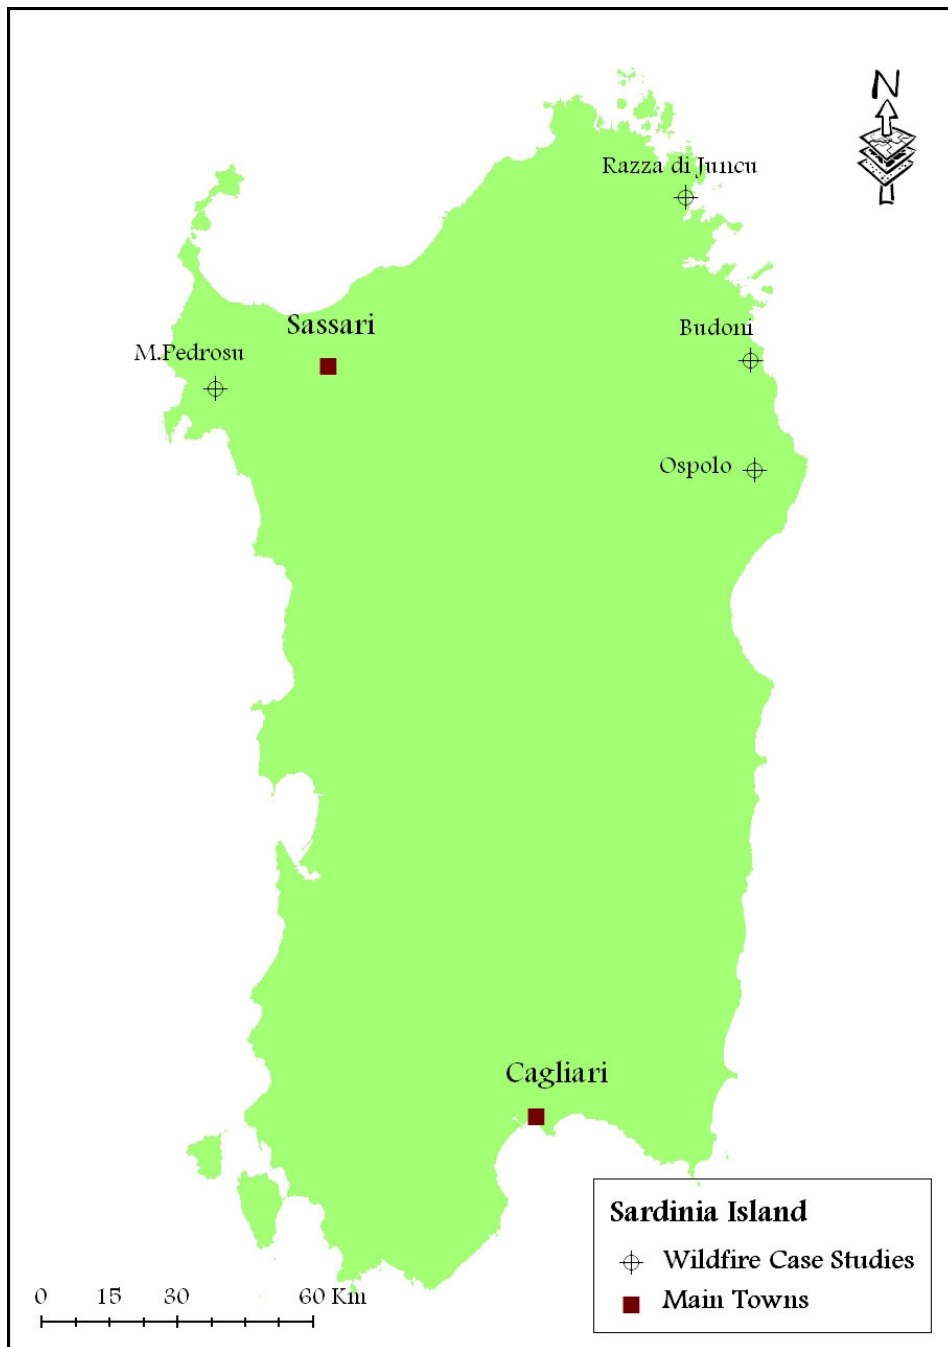 N
Razza di Juncu
Sassari
Budoni
M.Pedrosu
Ospolo
Cagliari
Sardinia Island
Wildfire Case Studies
Main Towns
0 15 30 60 Km